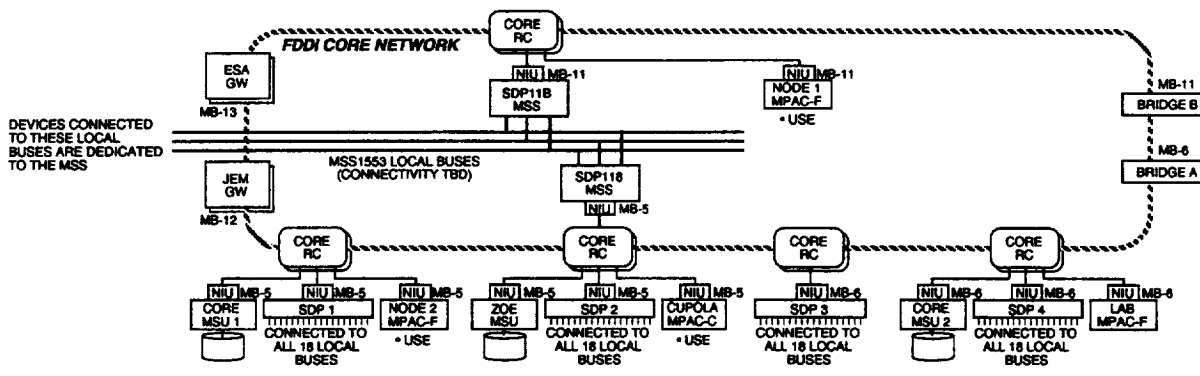 CORE
RC
FDDI CORE NETWORK
ESA
GW
MB-13
NIU MB-11
SDP11B
MSS
NIU MB-11
NODE 1
MPAC-F
• USE
MB-11
BRIDGE B
DEVICES CONNECTED
TO THESE LOCAL
BUSES ARE DEDICATED
TO THE MSS
MSS1553 LOCAL BUSES
(CONNECTIVITY TBD)
MB-6
BRIDGE A
JEM
GW
MB-12
SDP118
MSS
NIU MB-5
CORE
RC
CORE
RC
CORE
RC
CORE
RC
NIU MB-5
CORE
MSU 1
NIU MB-5
SDP 1
CONNECTED TO
ALL 18 LOCAL
BUSES
NIU MB-5
NODE 2
MPAC-F
• USE
NIU MB-5
ZOE
MSU
NIU MB-5
SDP 2
CONNECTED TO
ALL 18 LOCAL
BUSES
NIU MB-5
CUPOLA
MPAC-C
• USE
NIU MB-6
SDP 3
CONNECTED TO
ALL 18 LOCAL
BUSES
NIU MB-6
CORE
MSU 2
NIU MB-6
SDP 4
CONNECTED TO
ALL 18 LOCAL
BUSES
NIU MB-6
LAB
MPAC-F